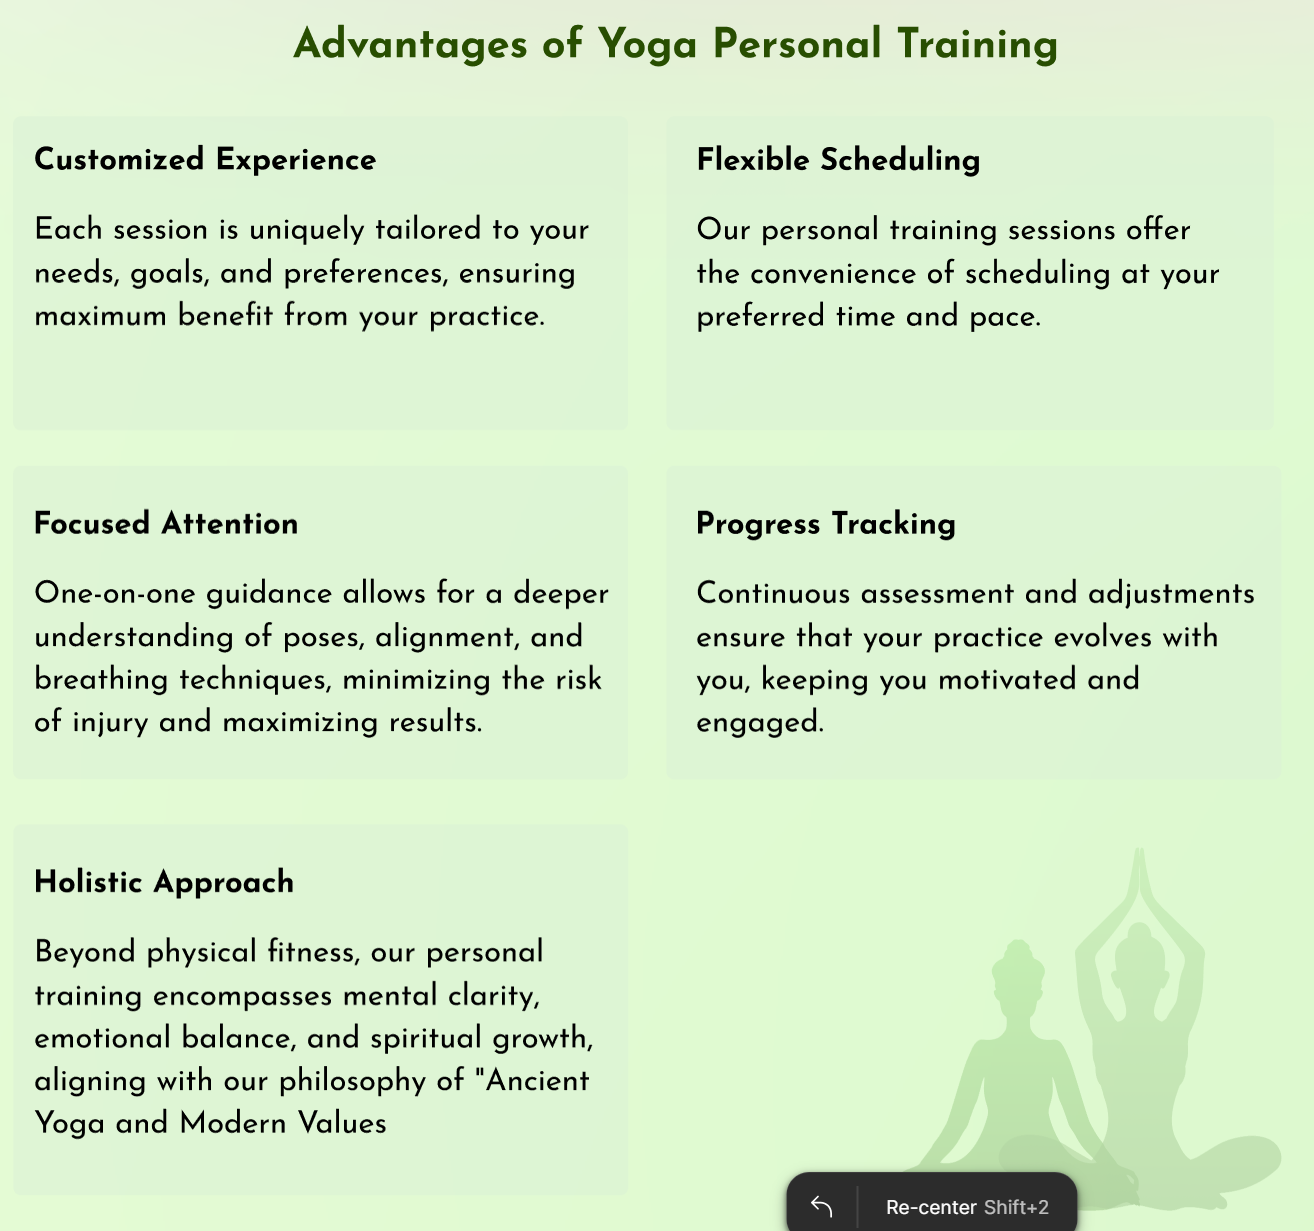 Advantages of Yoga Personal Training
Customized Experience
Each session is uniquely tailored to your
needs, goals, and preferences, ensuring
maximum benefit from your practice.
Flexible Scheduling
Our personal training sessions offer
the convenience of scheduling at your
preferred time and pace.
Focused Attention
One-on-one guidance allows for a deeper
understanding of poses, alignment, and
breathing techniques, minimizing the risk
of injury and maximizing results.
Progress Tracking
Continuous assessment and adjustments
ensure that your practice evolves with
you, keeping you motivated and
engaged.
Holistic Approach
Beyond physical fitness, our personal
training encompasses mental clarity,
emotional balance, and spiritual growth,
aligning with our philosophy of "Ancient
Yoga and Modern Values
Re-center Shift+2